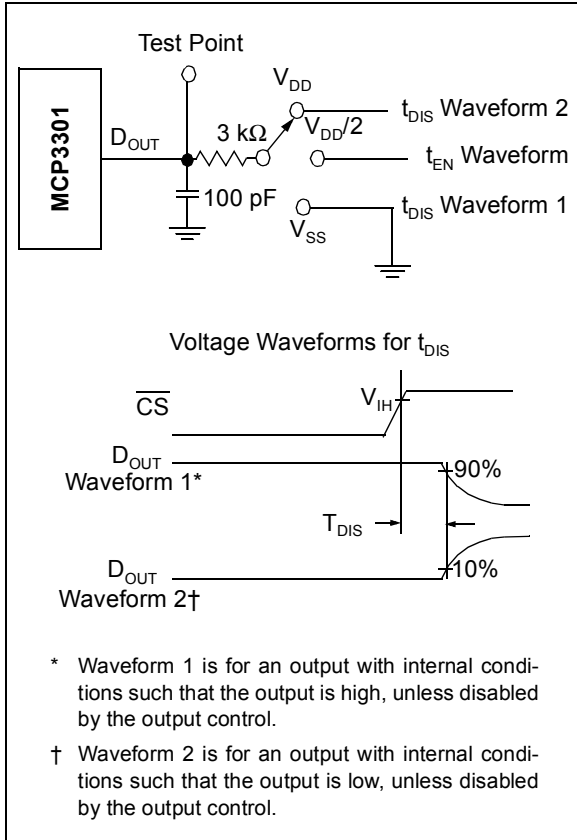 Test Point
MCP3301
D_OUT
3 kΩ
V_DD
V_DD/2
100 pF
V_SS
t_DIS Waveform 2
t_EN Waveform
t_DIS Waveform 1
Voltage Waveforms for t_DIS
CS
V_IH
D_OUT
Waveform 1*
90%
T_DIS
D_OUT
Waveform 2†
10%
* Waveform 1 is for an output with internal condi-
tions such that the output is high, unless disabled
by the output control.
† Waveform 2 is for an output with internal condi-
tions such that the output is low, unless disabled
by the output control.